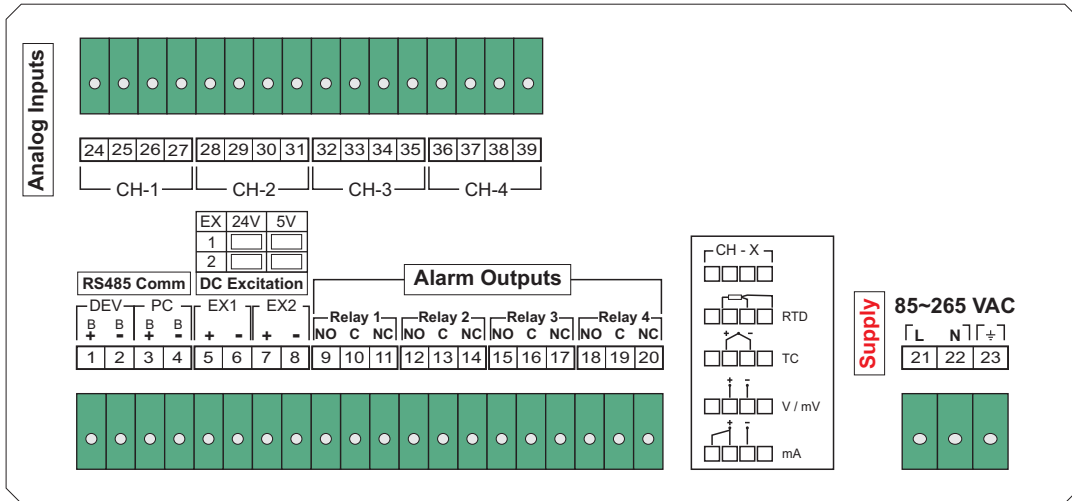 Analog Inputs
24 25 26 27 28 29 30 31 32 33 34 35 36 37 38 39
CH-1 CH-2 CH-3 CH-4
EX 24V 5V
1
2
RS485 Comm DC Excitation Alarm Outputs
DEV PC EX1 EX2 Relay 1 Relay 2 Relay 3 Relay 4
B B B B
+ - + - + - + - NO C NC NO C NC NO C NC NO C NC
1 2 3 4 5 6 7 8 9 10 11 12 13 14 15 16 17 18 19 20
CH - X
RTD
+ -
TC
+ -
V / mV
+ -
mA
Supply
85~265 VAC
L N
21 22 23